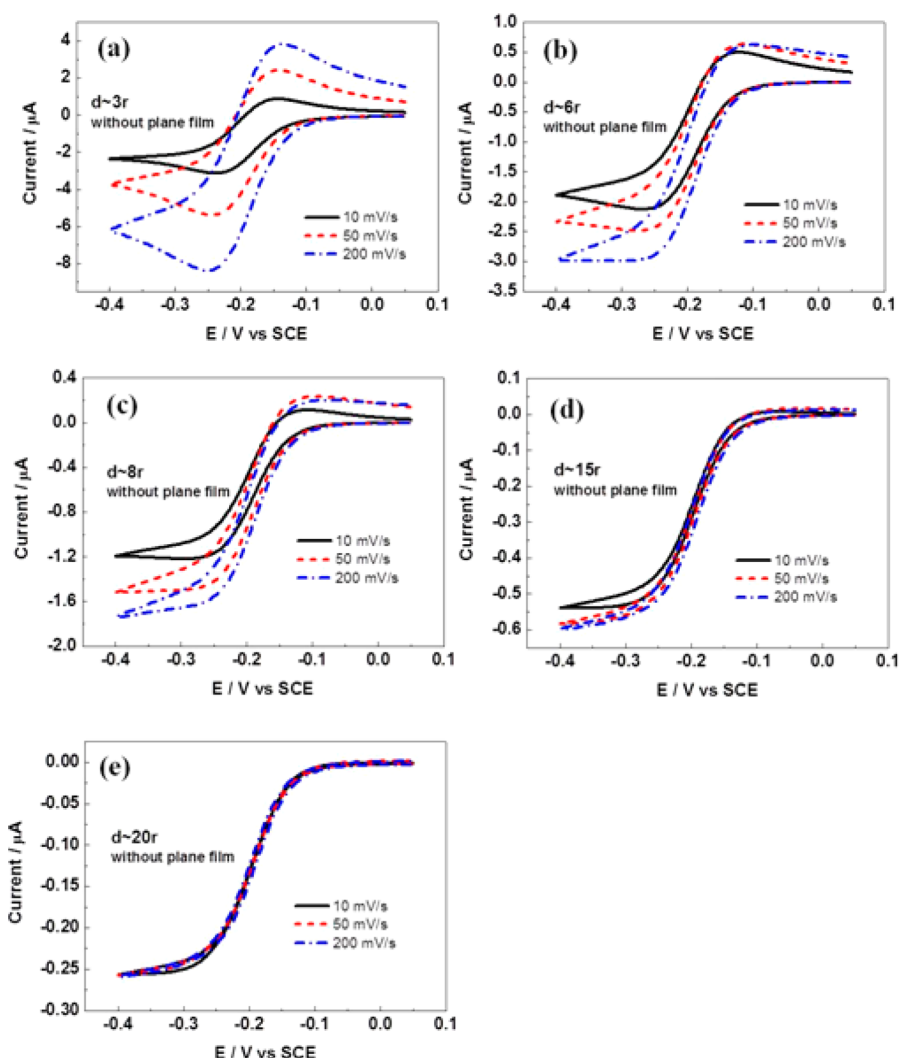 (a)
d~3r
without plane film
10 mV/s
50 mV/s
200 mV/s
4
2
0
-2
-4
-6
-8
-0.4 -0.3 -0.2 -0.1 0.0 0.1
Current / μA
E / V vs SCE
(b)
d~6r
without plane film
10 mV/s
50 mV/s
200 mV/s
1.0
0.5
0.0
-0.5
-1.0
-1.5
-2.0
-2.5
-3.0
-3.5
-0.4 -0.3 -0.2 -0.1 0.0 0.1
Current / μA
E / V vs SCE
(c)
d~8r
without plane film
10 mV/s
50 mV/s
200 mV/s
0.4
0.0
-0.4
-0.8
-1.2
-1.6
-2.0
-0.4 -0.3 -0.2 -0.1 0.0 0.1
Current / μA
E / V vs SCE
(d)
d~15r
without plane film
10 mV/s
50 mV/s
200 mV/s
0.1
0.0
-0.1
-0.2
-0.3
-0.4
-0.5
-0.6
-0.4 -0.3 -0.2 -0.1 0.0 0.1
Current / μA
E / V vs SCE
(e)
d~20r
without plane film
10 mV/s
50 mV/s
200 mV/s
0.00
-0.05
-0.10
-0.15
-0.20
-0.25
-0.30
-0.4 -0.3 -0.2 -0.1 0.0 0.1
Current / μA
E / V vs SCE